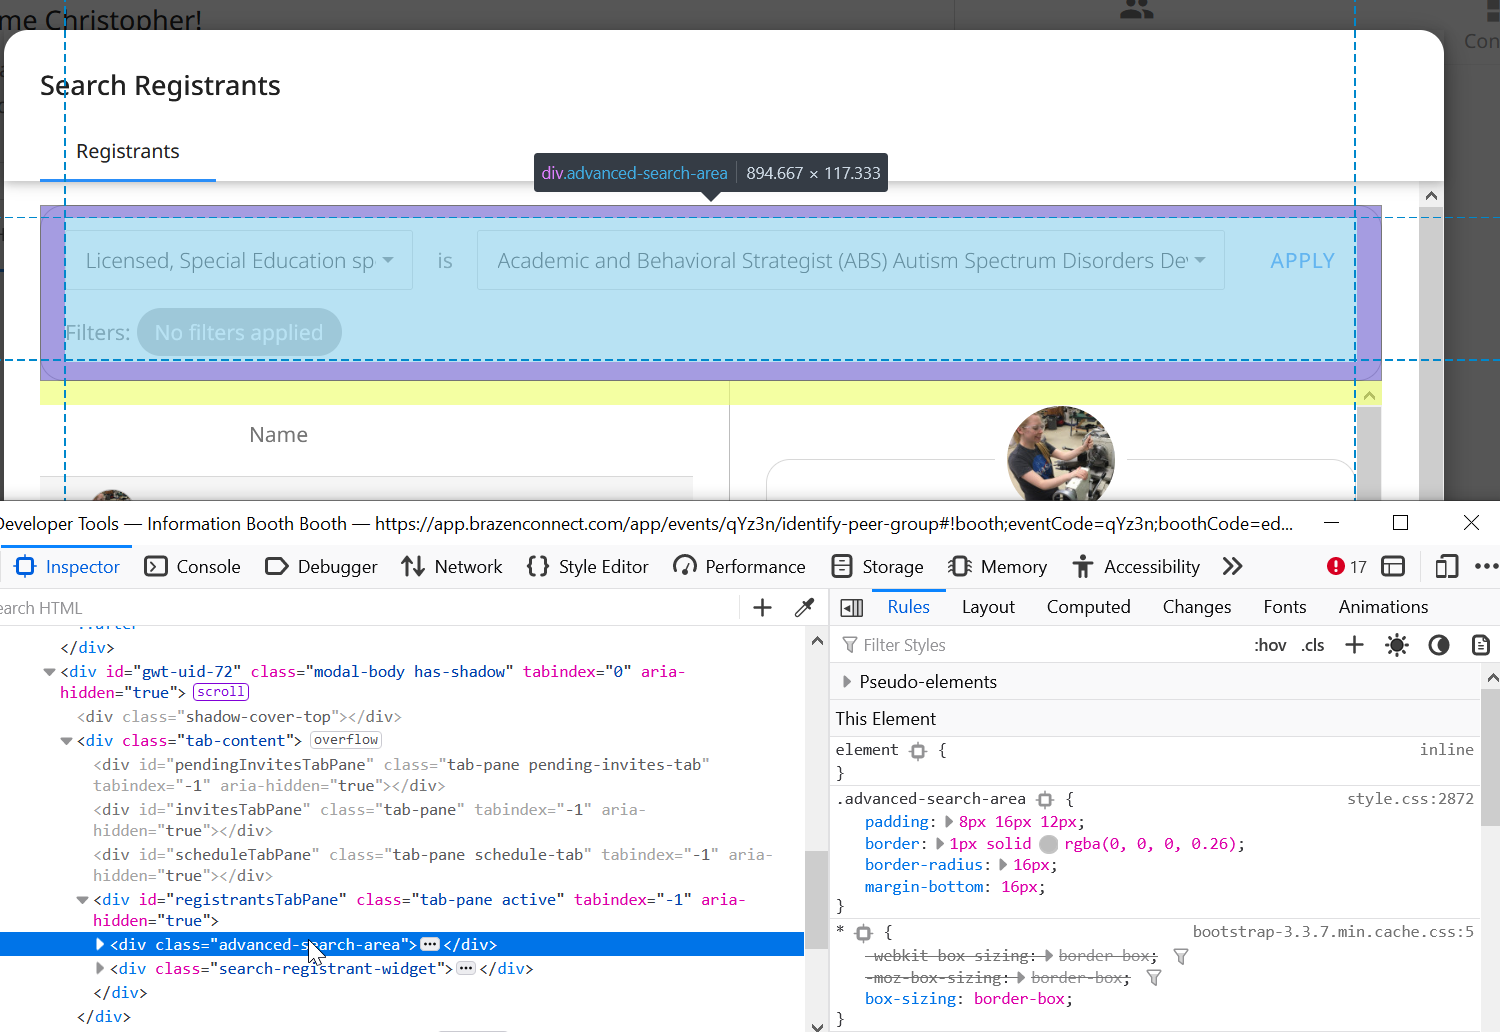 me Christopher!
Con
Search Registrants
Registrants
div.advanced-search-area 894.667 × 117.333
Licensed, Special Education sp
is
Academic and Behavioral Strategist (ABS) Autism Spectrum Disorders De
APPLY
Filters: No filters applied
Name
Developer Tools — Information Booth Booth — https://app.brazenconnect.com/app/events/qYz3n/identify-peer-group#!booth;eventCode=qYz3n;boothCode=ed...
Inspector Console Debugger Network Style Editor Performance Storage Memory Accessibility 17
earch HTML
Rules Layout Computed Changes Fonts Animations
Filter Styles :hov .cls
::after
</div>
<div id="gwt-uid-72" class="modal-body has-shadow" tabindex="0" aria-
hidden="true"> scroll
<div class="shadow-cover-top"></div>
<div class="tab-content"> overflow
<div id="pendingInvitesTabPane" class="tab-pane pending-invites-tab"
tabindex="-1" aria-hidden="true"></div>
<div id="invitesTabPane" class="tab-pane" tabindex="-1" aria-
hidden="true"></div>
<div id="scheduleTabPane" class="tab-pane schedule-tab" tabindex="-1" aria-
hidden="true"></div>
<div id="registrantsTabPane" class="tab-pane active" tabindex="-1" aria-
hidden="true">
<div class="advanced-search-area">•••</div>
<div class="search-registrant-widget">•••</div>
</div>
</div>
Pseudo-elements
This Element
element { inline
}
.advanced-search-area { style.css:2872
padding: 8px 16px 12px;
border: 1px solid rgba(0, 0, 0, 0.26);
border-radius: 16px;
margin-bottom: 16px;
}
* { bootstrap-3.3.7.min.cache.css:5
-webkit-box-sizing: border-box;
-moz-box-sizing: border-box;
box-sizing: border-box;
}